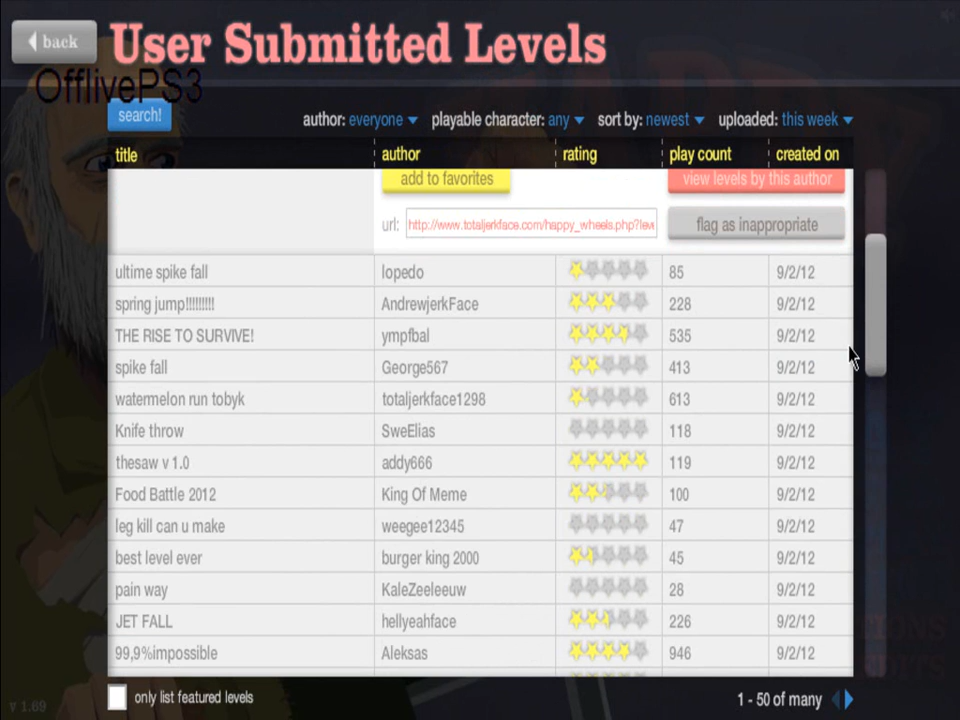 back
User Submitted Levels
OfflivePS3
search!
author: everyone playable character: any sort by: newest uploaded: this week
title author rating play count created on
add to favorites view levels by this author
url: http://www.totaljerkface.com/happy_wheels.php?lev flag as inappropriate
ultime spike fall lopedo 85 9/2/12
spring jump!!!!!!!!! AndrewjerkFace 228 9/2/12
THE RISE TO SURVIVE! ympfbal 535 9/2/12
spike fall George567 413 9/2/12
watermelon run tobyk totaljerkface1298 613 9/2/12
Knife throw SweElias 118 9/2/12
thesaw v 1.0 addy666 119 9/2/12
Food Battle 2012 King Of Meme 100 9/2/12
leg kill can u make weegee12345 47 9/2/12
best level ever burger king 2000 45 9/2/12
pain way KaleZeeleeuw 28 9/2/12
JET FALL hellyeahface 226 9/2/12
99,9%impossible Aleksas 946 9/2/12
only list featured levels 1 - 50 of many
v 1.69